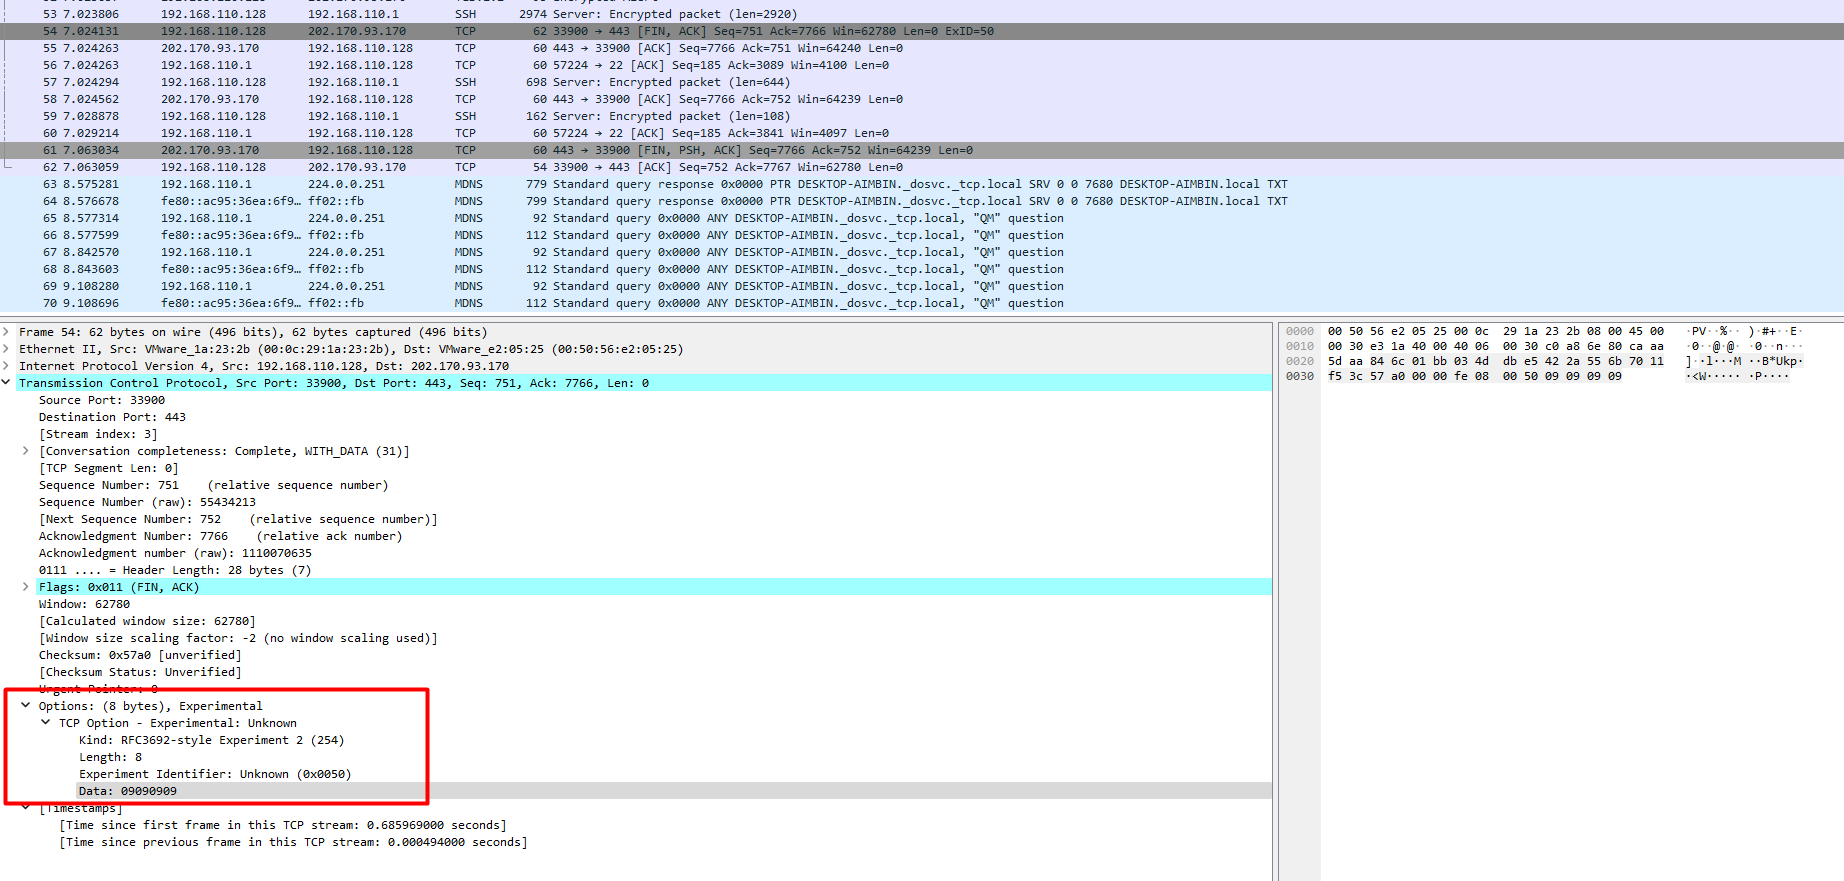 53 7.023806 192.168.110.128 192.168.110.1 SSH 2974 Server: Encrypted packet (len=2920)
54 7.024131 192.168.110.128 202.170.93.170 TCP 62 33900 → 443 [FIN, ACK] Seq=751 Ack=7766 Win=62780 Len=0 ExID=50
55 7.024263 202.170.93.170 192.168.110.128 TCP 60 443 → 33900 [ACK] Seq=7766 Ack=751 Win=64240 Len=0
56 7.024263 192.168.110.1 192.168.110.128 TCP 60 57224 → 22 [ACK] Seq=185 Ack=3089 Win=4100 Len=0
57 7.024294 192.168.110.128 192.168.110.1 SSH 698 Server: Encrypted packet (len=644)
58 7.024562 202.170.93.170 192.168.110.128 TCP 60 443 → 33900 [ACK] Seq=7766 Ack=752 Win=64239 Len=0
59 7.028878 192.168.110.128 192.168.110.1 SSH 162 Server: Encrypted packet (len=108)
60 7.029214 192.168.110.1 192.168.110.128 TCP 60 57224 → 22 [ACK] Seq=185 Ack=3841 Win=4097 Len=0
61 7.063034 202.170.93.170 192.168.110.128 TCP 60 443 → 33900 [FIN, PSH, ACK] Seq=7766 Ack=752 Win=64239 Len=0
62 7.063059 192.168.110.128 202.170.93.170 TCP 54 33900 → 443 [ACK] Seq=752 Ack=7767 Win=62780 Len=0
63 8.575281 192.168.110.1 224.0.0.251 MDNS 779 Standard query response 0x0000 PTR DESKTOP-AIMBIN._dosvc._tcp.local SRV 0 0 7680 DESKTOP-AIMBIN.local TXT
64 8.576678 fe80::ac95:36ea:6f9… ff02::fb MDNS 799 Standard query response 0x0000 PTR DESKTOP-AIMBIN._dosvc._tcp.local SRV 0 0 7680 DESKTOP-AIMBIN.local TXT
65 8.577314 192.168.110.1 224.0.0.251 MDNS 92 Standard query 0x0000 ANY DESKTOP-AIMBIN._dosvc._tcp.local, "QM" question
66 8.577599 fe80::ac95:36ea:6f9… ff02::fb MDNS 112 Standard query 0x0000 ANY DESKTOP-AIMBIN._dosvc._tcp.local, "QM" question
67 8.842570 192.168.110.1 224.0.0.251 MDNS 92 Standard query 0x0000 ANY DESKTOP-AIMBIN._dosvc._tcp.local, "QM" question
68 8.843603 fe80::ac95:36ea:6f9… ff02::fb MDNS 112 Standard query 0x0000 ANY DESKTOP-AIMBIN._dosvc._tcp.local, "QM" question
69 9.108280 192.168.110.1 224.0.0.251 MDNS 92 Standard query 0x0000 ANY DESKTOP-AIMBIN._dosvc._tcp.local, "QM" question
70 9.108696 fe80::ac95:36ea:6f9… ff02::fb MDNS 112 Standard query 0x0000 ANY DESKTOP-AIMBIN._dosvc._tcp.local, "QM" question
Frame 54: 62 bytes on wire (496 bits), 62 bytes captured (496 bits)
Ethernet II, Src: VMware_1a:23:2b (00:0c:29:1a:23:2b), Dst: VMware_e2:05:25 (00:50:56:e2:05:25)
Internet Protocol Version 4, Src: 192.168.110.128, Dst: 202.170.93.170
Transmission Control Protocol, Src Port: 33900, Dst Port: 443, Seq: 751, Ack: 7766, Len: 0
Source Port: 33900
Destination Port: 443
[Stream index: 3]
[Conversation completeness: Complete, WITH_DATA (31)]
[TCP Segment Len: 0]
Sequence Number: 751 (relative sequence number)
Sequence Number (raw): 55434213
[Next Sequence Number: 752 (relative sequence number)]
Acknowledgment Number: 7766 (relative ack number)
Acknowledgment number (raw): 1110070635
0111 .... = Header Length: 28 bytes (7)
Flags: 0x011 (FIN, ACK)
Window: 62780
[Calculated window size: 62780]
[Window size scaling factor: -2 (no window scaling used)]
Checksum: 0x57a0 [unverified]
[Checksum Status: Unverified]
Urgent Pointer: 0
Options: (8 bytes), Experimental
TCP Option - Experimental: Unknown
Kind: RFC3692-style Experiment 2 (254)
Length: 8
Experiment Identifier: Unknown (0x0050)
Data: 09090909
[Timestamps]
[Time since first frame in this TCP stream: 0.685969000 seconds]
[Time since previous frame in this TCP stream: 0.000494000 seconds]
0000 00 50 56 e2 05 25 00 0c 29 1a 23 2b 08 00 45 00 ·PV··%·· )·#+··E·
0010 00 30 e3 1a 40 00 40 06 00 30 c0 a8 6e 80 ca aa ·0··@·@· ·0··n···
0020 5d aa 84 6c 01 bb 03 4d db e5 42 2a 55 6b 70 11 ]··l···M ··B*Ukp·
0030 f5 3c 57 a0 00 00 fe 08 00 50 09 09 09 09 ·<W····· ·P····